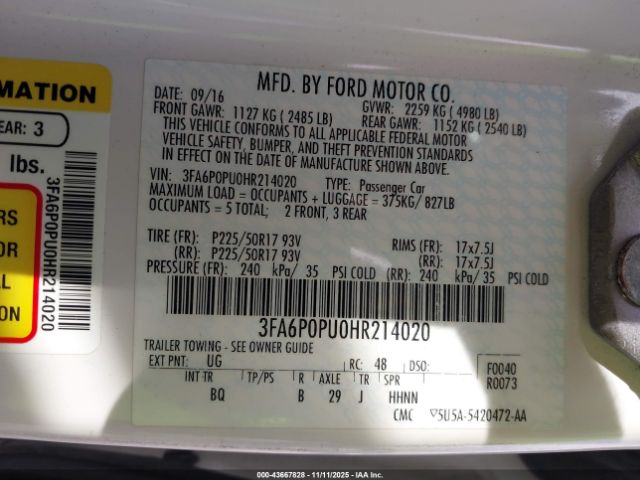 MATION
EAR: 3
lbs.
3FA6P0PU0HR214020
RS
OR
AL
TION
MFD. BY FORD MOTOR CO.
DATE: 09/16
GVWR: 2259 KG ( 4980 LB)
FRONT GAWR: 1127 KG ( 2485 LB)
REAR GAWR: 1152 KG ( 2540 LB)
THIS VEHICLE CONFORMS TO ALL APPLICABLE FEDERAL MOTOR
VEHICLE SAFETY, BUMPER, AND THEFT PREVENTION STANDARDS
IN EFFECT ON THE DATE OF MANUFACTURE SHOWN ABOVE.
VIN: 3FA6P0PU0HR214020 TYPE: Passenger Car
MAXIMUM LOAD = OCCUPANTS + LUGGAGE = 375KG/ 827LB
OCCUPANTS = 5 TOTAL; 2 FRONT, 3 REAR
TIRE (FR): P225/50R17 93V RIMS (FR): 17x7.5J
(RR): P225/50R17 93V (RR): 17x7.5J
PRESSURE (FR): 240 kPa/ 35 PSI COLD (RR): 240 kPa/ 35 PSI COLD
3FA6P0PU0HR214020
TRAILER TOWING - SEE OWNER GUIDE
EXT PNT: UG RC: 48 DSO: F0040
R0073
INT TR TP/PS R AXLE TR SPR
BQ B 29 J HHNN
CMC ▽5U5A-5420472-AA
© 2000-43667828 - 11/11/2025 - IAA Inc.